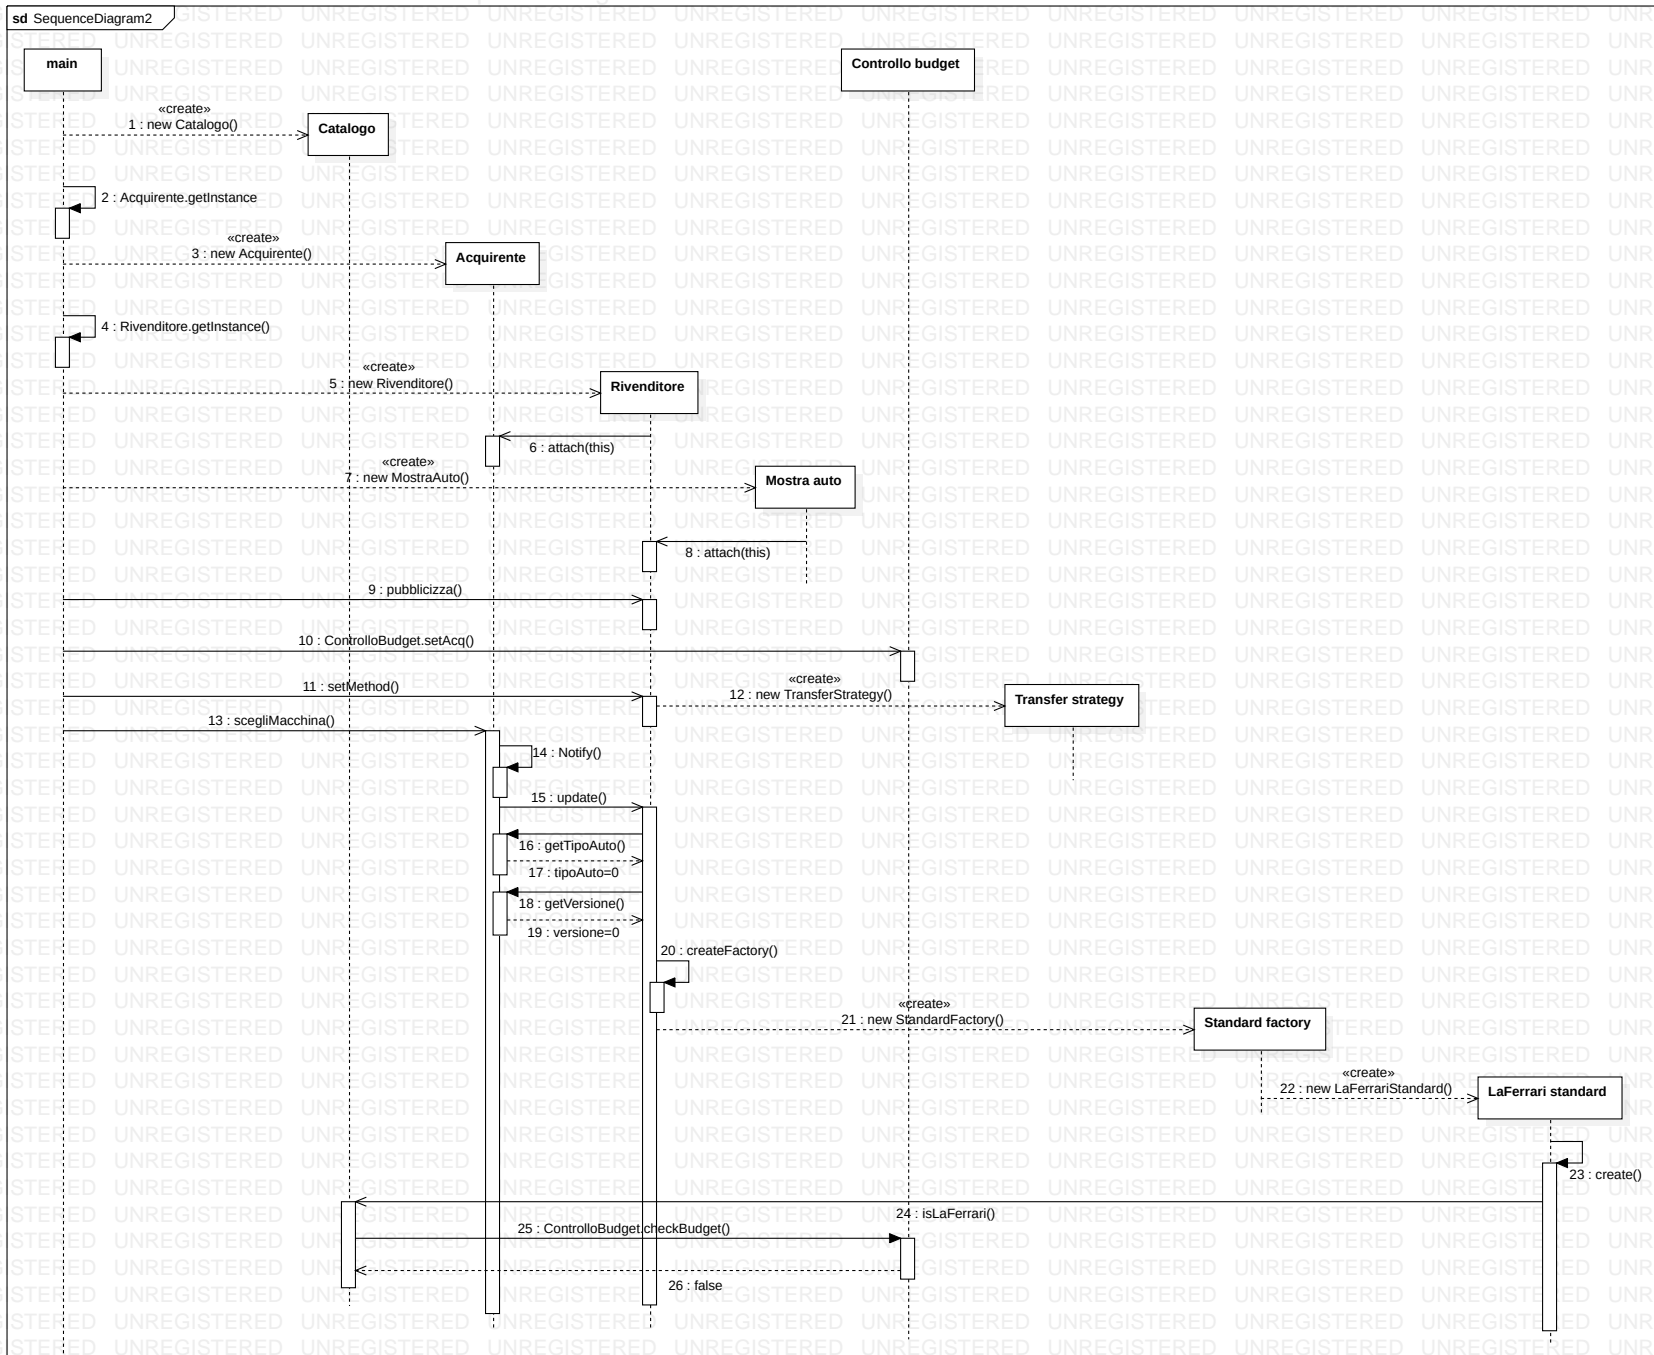 sd SequenceDiagram2
main
Controllo budget
«create»
1 : new Catalogo()
Catalogo
2 : Acquirente.getInstance
«create»
3 : new Acquirente()
Acquirente
4 : Rivenditore.getInstance()
«create»
5 : new Rivenditore()
Rivenditore
6 : attach(this)
«create»
7 : new MostraAuto()
Mostra auto
8 : attach(this)
9 : pubblicizza()
10 : ControlloBudget.setAcq()
11 : setMethod()
«create»
12 : new TransferStrategy()
Transfer strategy
13 : scegliMacchina()
14 : Notify()
15 : update()
16 : getTipoAuto()
17 : tipoAuto=0
18 : getVersione()
19 : versione=0
20 : createFactory()
«create»
21 : new StandardFactory()
Standard factory
«create»
22 : new LaFerrariStandard()
LaFerrari standard
23 : create()
24 : isLaFerrari()
25 : ControlloBudget.checkBudget()
26 : false
UNREGISTERED